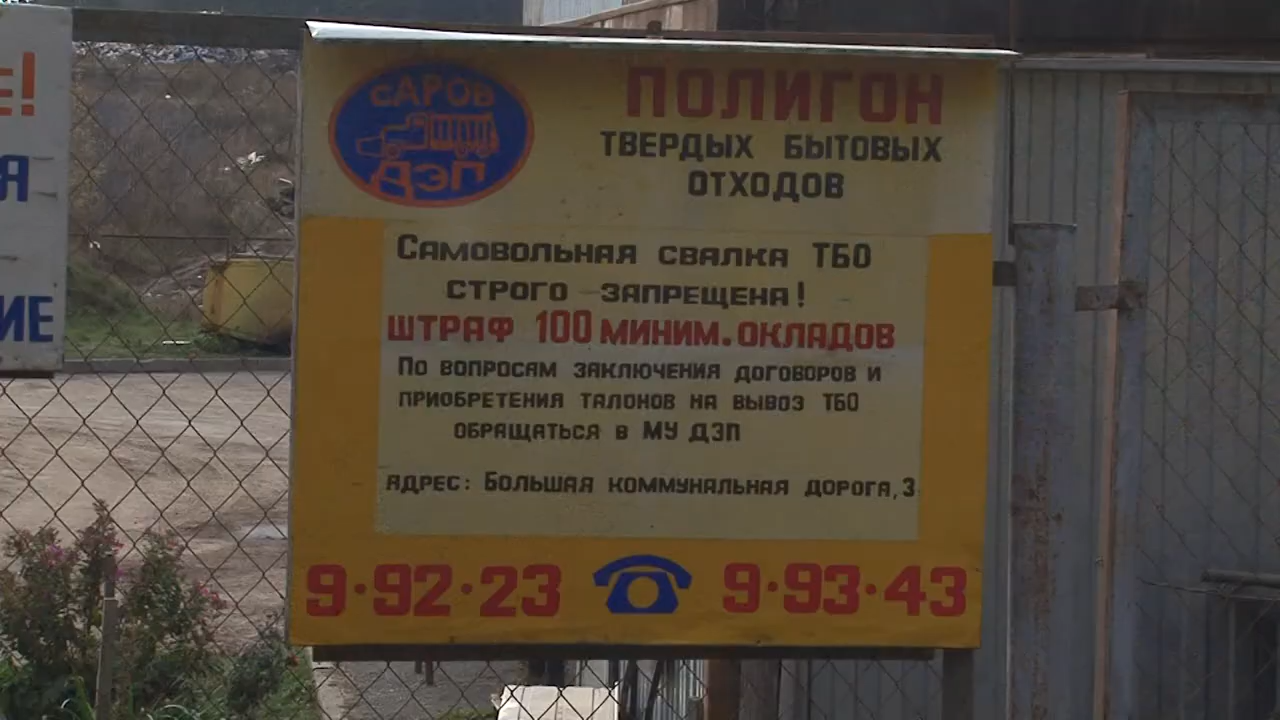 Е!
Я
ИЕ
САРОВ
ДЭП
ПОЛИГОН
ТВЕРДЫХ БЫТОВЫХ
ОТХОДОВ
САМОВОЛЬНАЯ СВАЛКА ТБО
СТРОГО ЗАПРЕЩЕНА!
ШТРАФ 100 МИНИМ. ОКЛАДОВ
ПО ВОПРОСАМ ЗАКЛЮЧЕНИЯ ДОГОВОРОВ И
ПРИОБРЕТЕНИЯ ТАЛОНОВ НА ВЫВОЗ ТБО
ОБРАЩАТЬСЯ В МУ ДЭП
АДРЕС: БОЛЬШАЯ КОММУНАЛЬНАЯ ДОРОГА, 3
9·92·23 9·93·43